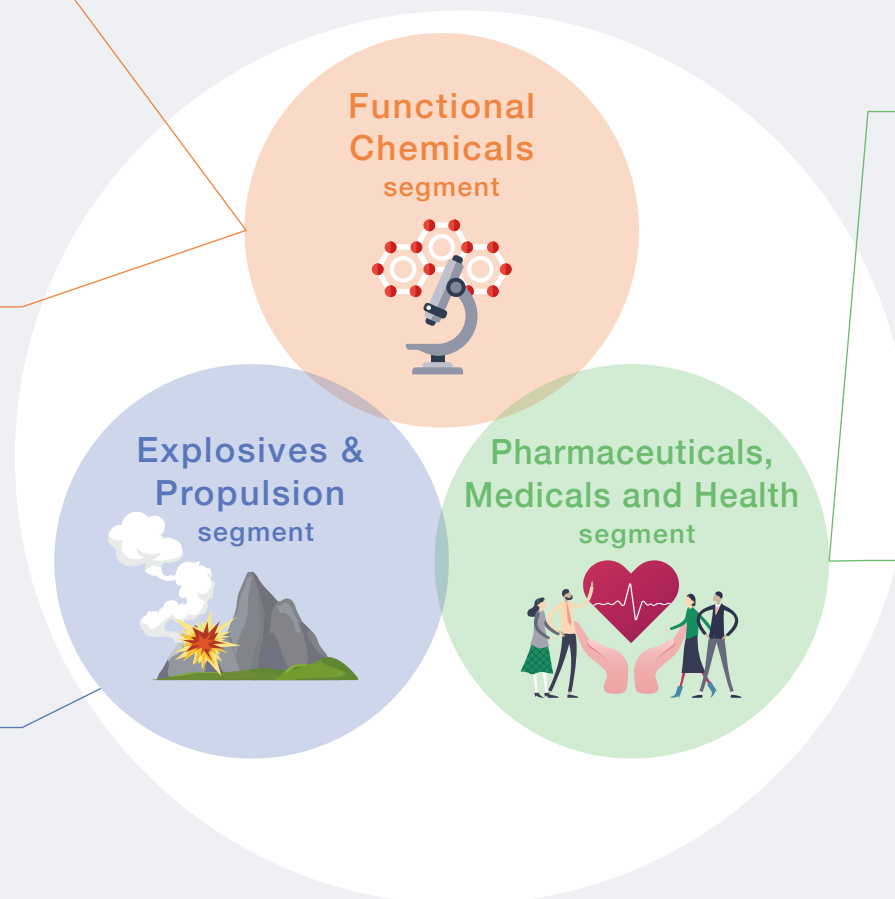 Functional
Chemicals
segment
Explosives &
Propulsion
segment
Pharmaceuticals,
Medicals and Health
segment